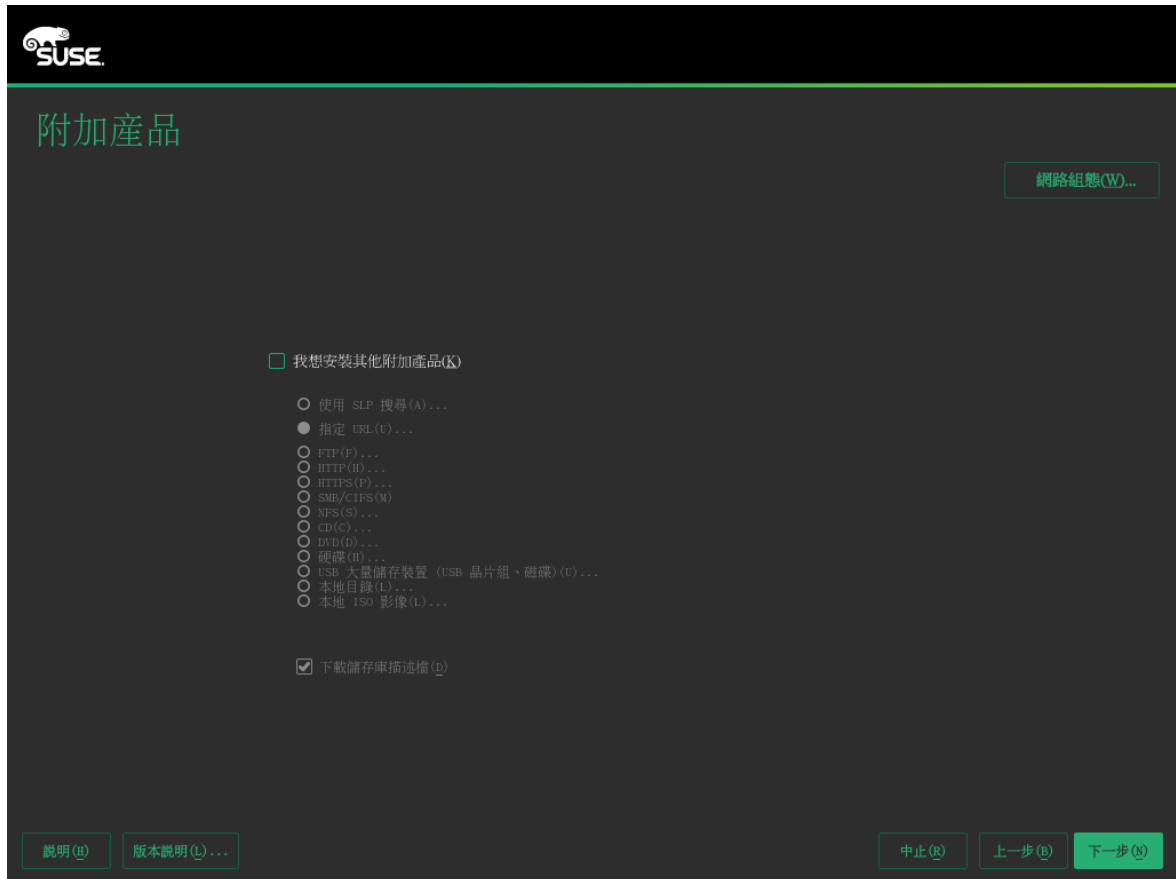 SUSE.
附加產品
網路組態(W)...
我想安裝其他附加產品(K)
使用 SLP 搜尋(A)...
指定 URL(U)...
FTP(F)...
HTTP(H)...
HTTPS(P)...
SMB/CIFS(M)
NFS(S)...
CD(C)...
DVD(D)...
硬碟(H)...
USB 大量儲存裝置 (USB 晶片組、磁碟)(U)...
本地目錄(L)...
本地 ISO 影像(L)...
下載儲存庫描述檔(D)
說明(H) 版本說明(L)... 中止(R) 上一步(B) 下一步(N)